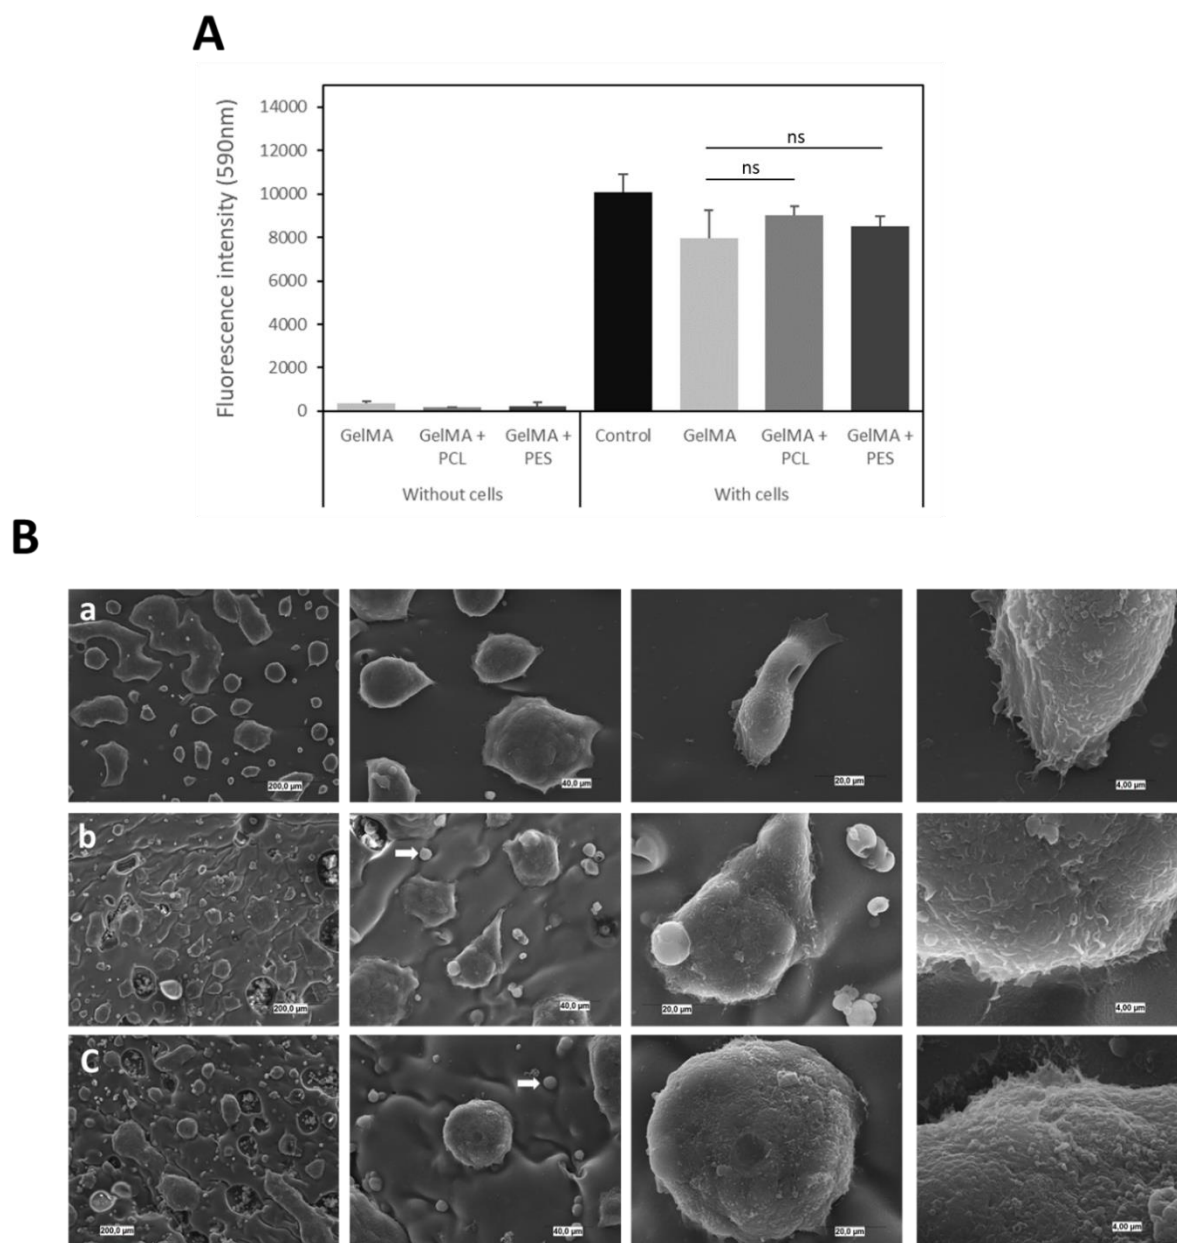 A
Fluorescence intensity (590nm)
14000
12000
10000
8000
6000
4000
2000
0
ns
ns
GelMA
GelMA +
PCL
GelMA +
PES
Control
GelMA
GelMA +
PCL
GelMA +
PES
Without cells
With cells
B
a
200,0 µm
40,0 µm
20,0 µm
4,00 µm
b
200,0 µm
40,0 µm
20,0 µm
4,00 µm
c
200,0 µm
40,0 µm
20,0 µm
4,00 µm